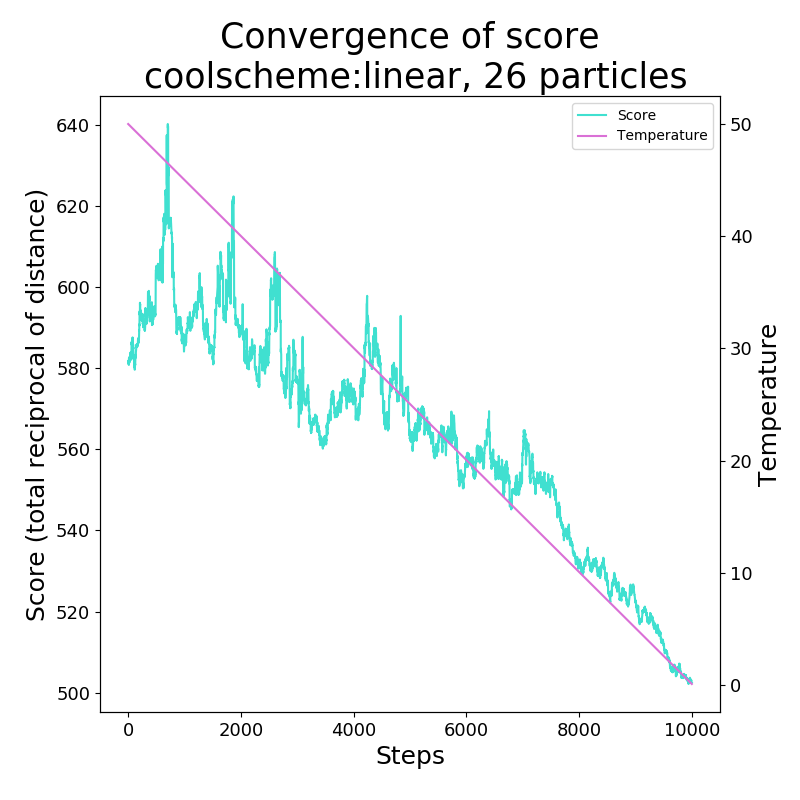 Convergence of score
coolscheme:linear, 26 particles
Score
Temperature
640
620
600
580
560
540
520
500
Score (total reciprocal of distance)
50
40
30
20
10
0
Temperature
0
2000
4000
6000
8000
10000
Steps